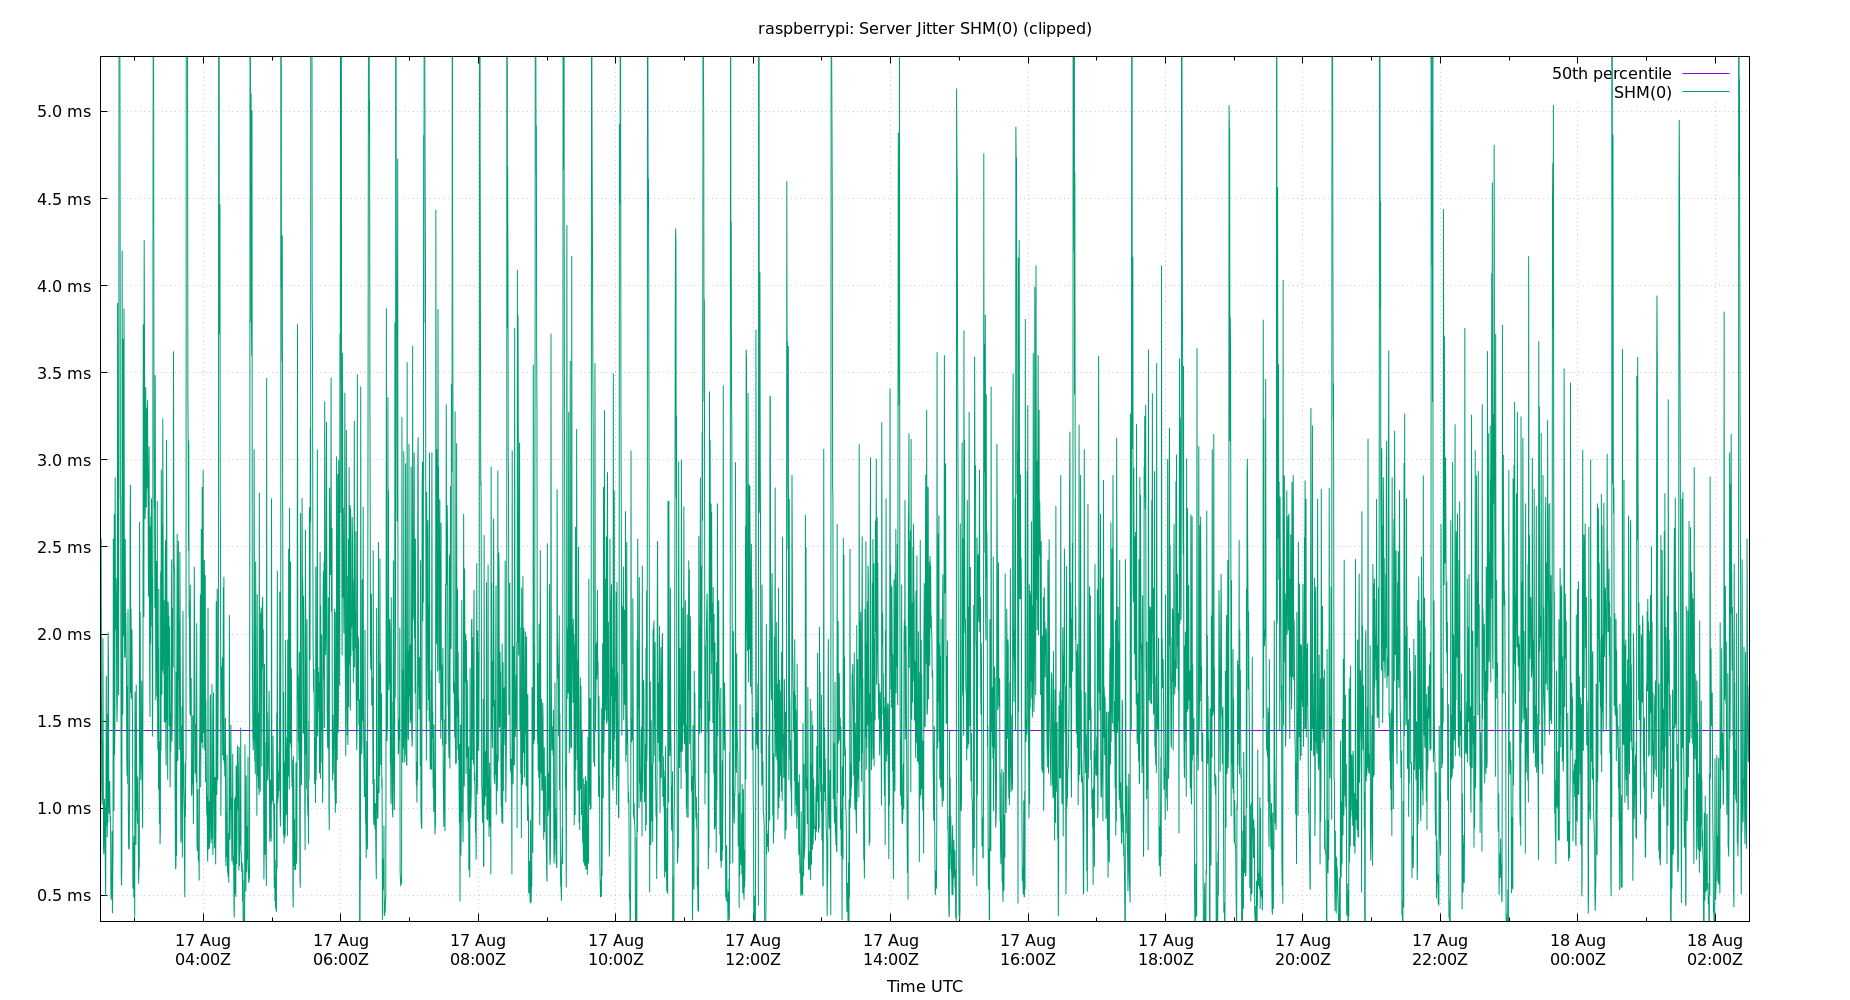 raspberrypi: Server Jitter SHM(0) (clipped)
50th percentile
SHM(0)
5.0 ms
4.5 ms
4.0 ms
3.5 ms
3.0 ms
2.5 ms
2.0 ms
1.5 ms
1.0 ms
0.5 ms
17 Aug 17 Aug 17 Aug 17 Aug 17 Aug 17 Aug 17 Aug 17 Aug 17 Aug 17 Aug 18 Aug 18 Aug
04:00Z 06:00Z 08:00Z 10:00Z 12:00Z 14:00Z 16:00Z 18:00Z 20:00Z 22:00Z 00:00Z 02:00Z
Time UTC